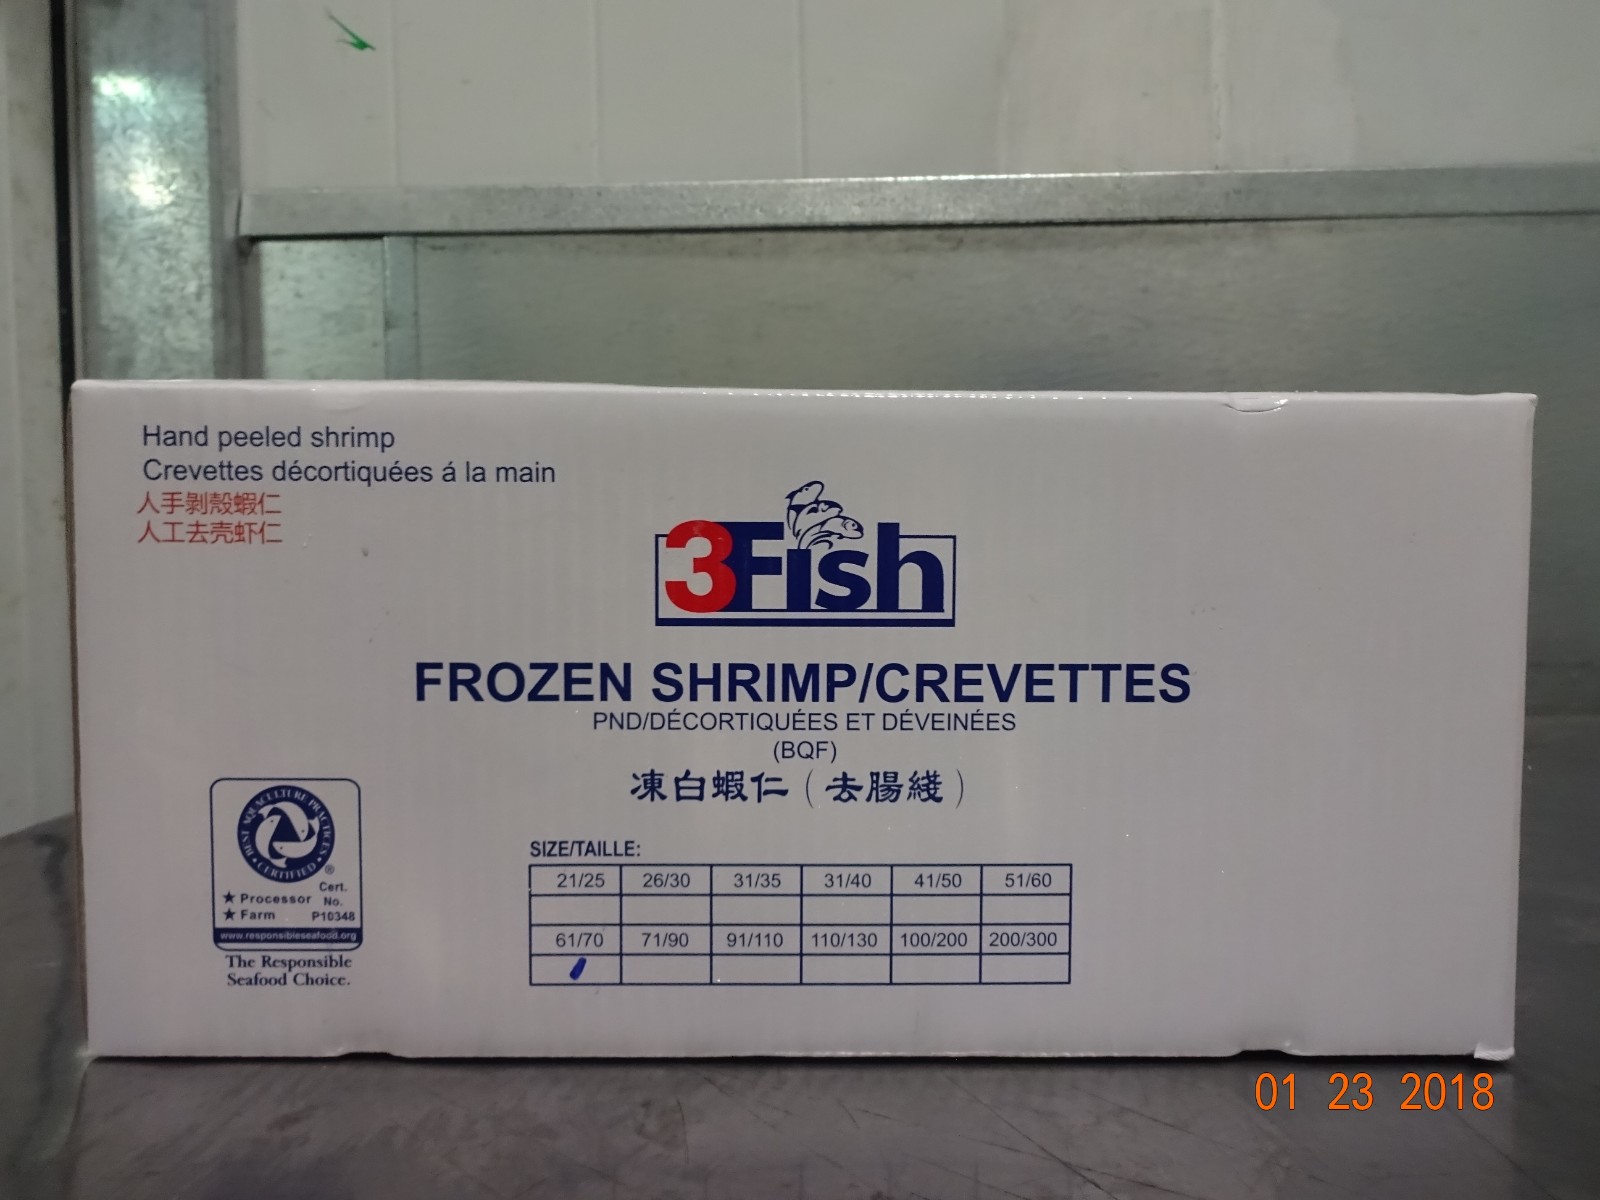 Hand peeled shrimp
Crevettes décortiquées á la main
人手剝殼蝦仁
人工去壳虾仁
3Fish
FROZEN SHRIMP/CREVETTES
PND/DÉCORTIQUÉES ET DÉVEINÉES
(BQF)
凍白蝦仁（去腸綫）
BEST AQUACULTURE PRACTICES
• CERTIFIED •
®
Cert.
★ Processor No.
★ Farm P10348
www.responsibleseafood.org
The Responsible
Seafood Choice.
SIZE/TAILLE:
21/25 26/30 31/35 31/40 41/50 51/60
61/70 71/90 91/110 110/130 100/200 200/300
01 23 2018